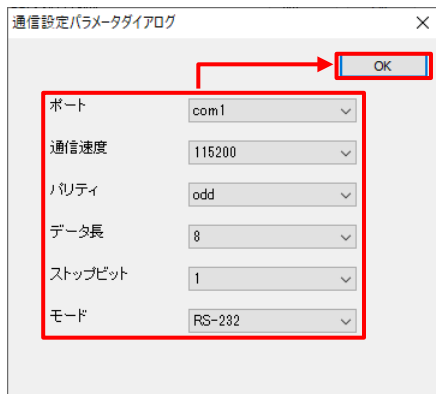 通信設定パラメータダイアログ
OK
ポート com1
通信速度 115200
パリティ odd
データ長 8
ストップビット 1
モード RS-232